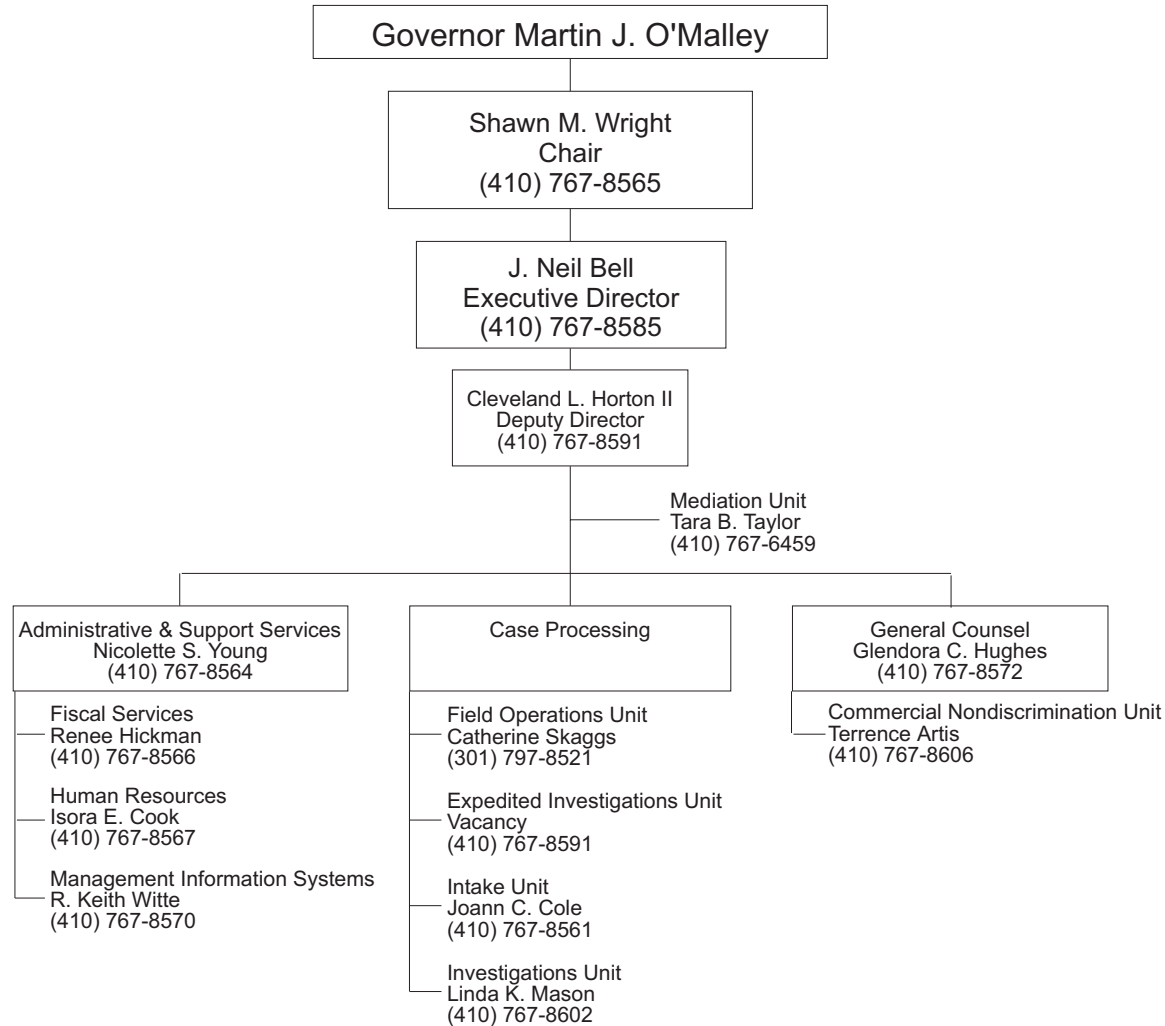 Governor Martin J. O'Malley
Shawn M. Wright
Chair
(410) 767-8565
J. Neil Bell
Executive Director
(410) 767-8585
Cleveland L. Horton II
Deputy Director
(410) 767-8591
Mediation Unit
Tara B. Taylor
(410) 767-6459
Administrative & Support Services
Nicolette S. Young
(410) 767-8564
Fiscal Services
Renee Hickman
(410) 767-8566
Human Resources
Isora E. Cook
(410) 767-8567
Management Information Systems
R. Keith Witte
(410) 767-8570
Case Processing
Field Operations Unit
Catherine Skaggs
(301) 797-8521
Expedited Investigations Unit
Vacancy
(410) 767-8591
Intake Unit
Joann C. Cole
(410) 767-8561
Investigations Unit
Linda K. Mason
(410) 767-8602
General Counsel
Glendora C. Hughes
(410) 767-8572
Commercial Nondiscrimination Unit
Terrence Artis
(410) 767-8606